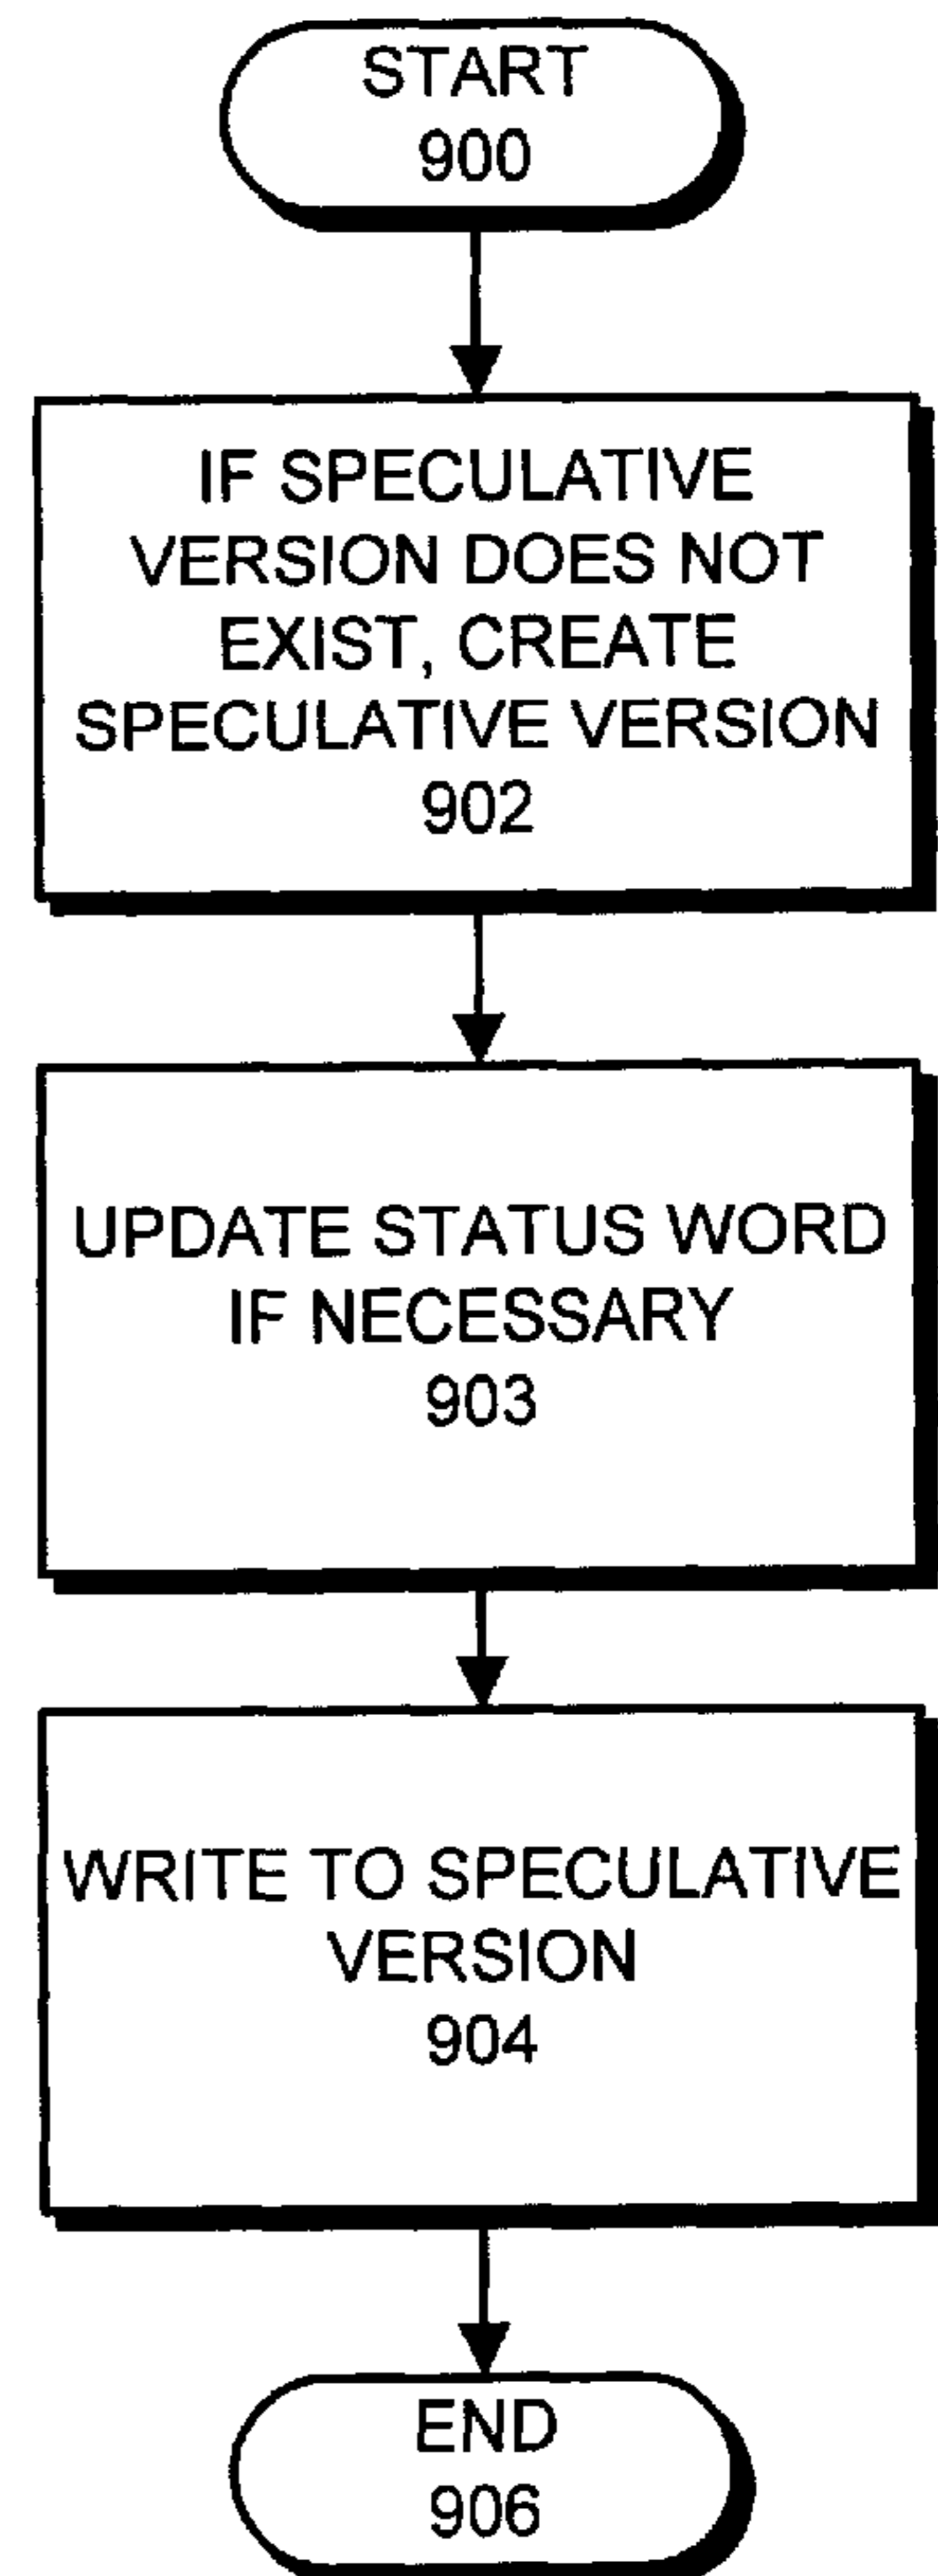 START
900
IF SPECULATIVE
VERSION DOES NOT
EXIST, CREATE
SPECULATIVE VERSION
902
UPDATE STATUS WORD
IF NECESSARY
903
WRITE TO SPECULATIVE
VERSION
904
END
906